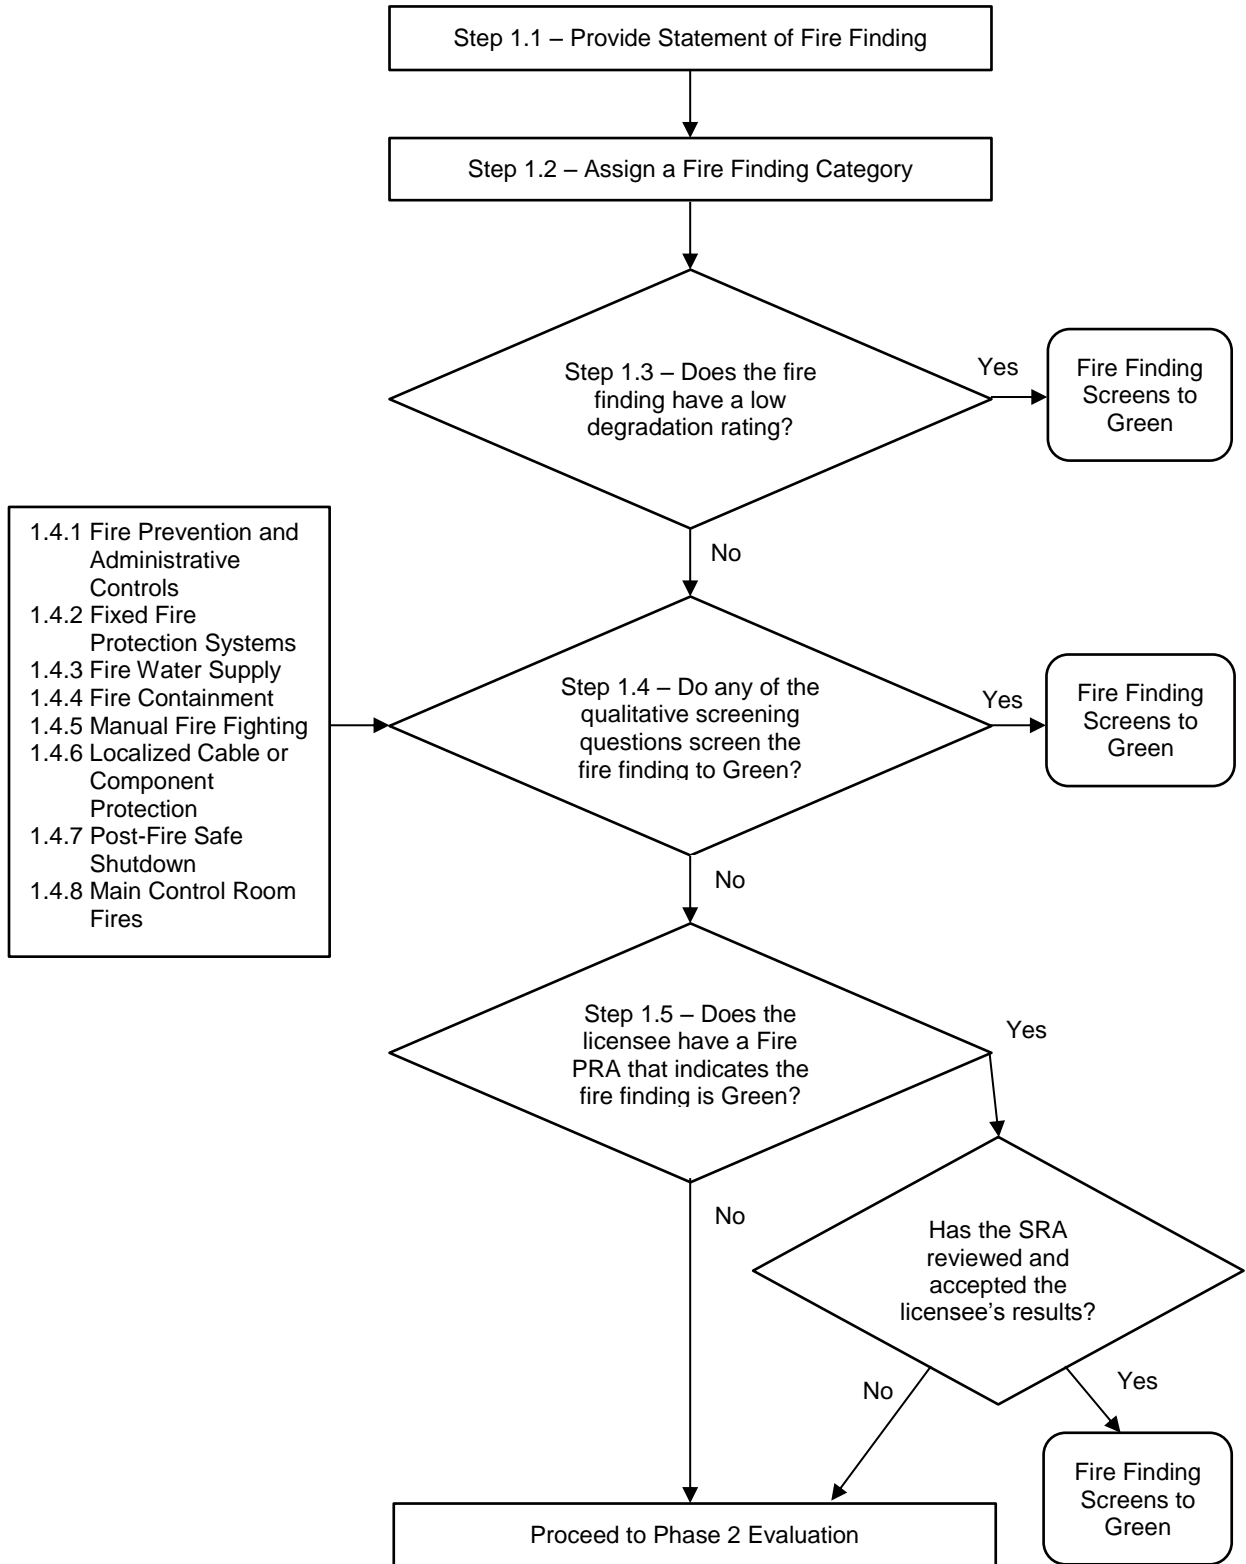 Step 1.1 – Provide Statement of Fire Finding
Step 1.2 – Assign a Fire Finding Category
Step 1.3 – Does the fire
finding have a low
degradation rating?
Yes
Fire Finding
Screens to
Green
No
1.4.1 Fire Prevention and
Administrative
Controls
1.4.2 Fixed Fire
Protection Systems
1.4.3 Fire Water Supply
1.4.4 Fire Containment
1.4.5 Manual Fire Fighting
1.4.6 Localized Cable or
Component
Protection
1.4.7 Post-Fire Safe
Shutdown
1.4.8 Main Control Room
Fires
Step 1.4 – Do any of the
qualitative screening
questions screen the
fire finding to Green?
Yes
Fire Finding
Screens to
Green
No
Step 1.5 – Does the
licensee have a Fire
PRA that indicates the
fire finding is Green?
Yes
No
Has the SRA
reviewed and
accepted the
licensee’s results?
No
Yes
Fire Finding
Screens to
Green
Proceed to Phase 2 Evaluation